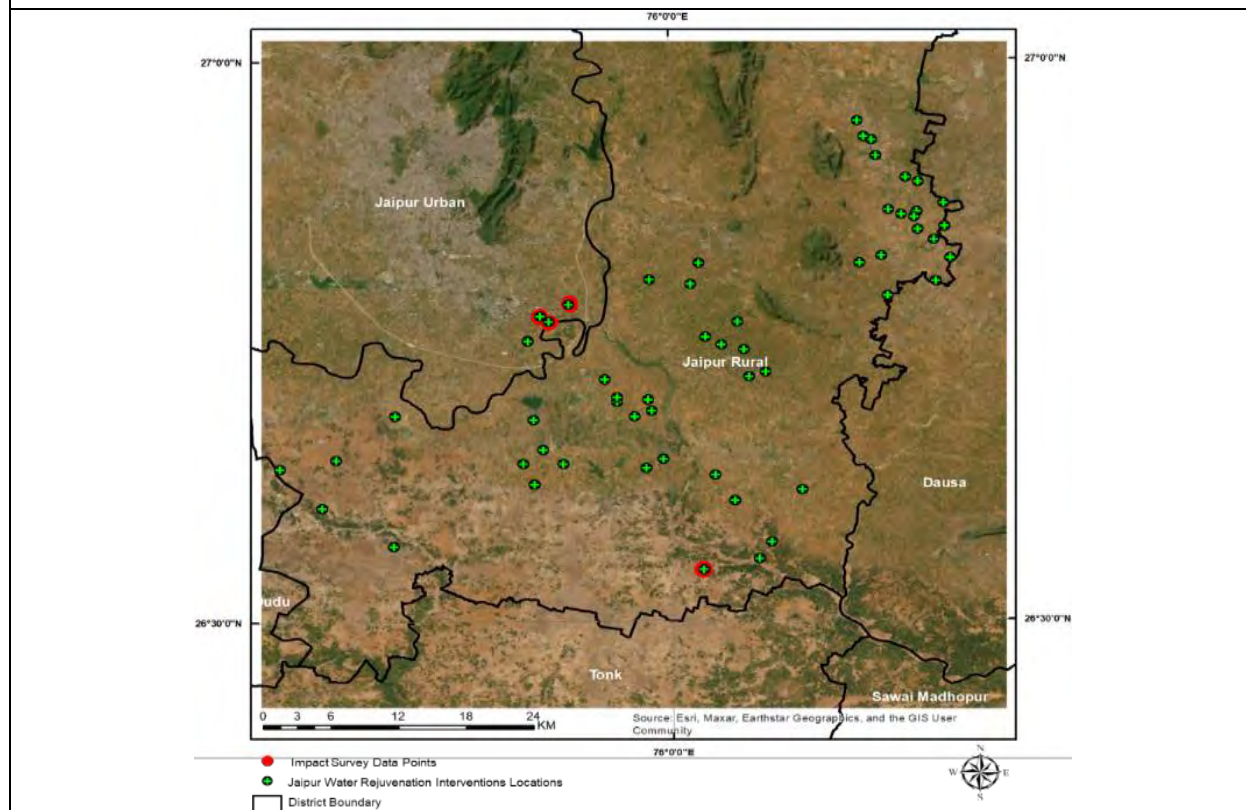 76°0'0"E
27°0'0"N
27°0'0"N
Jaipur Urban
Jaipur Rural
Dausa
26°30'0"N
26°30'0"N
udu
Tonk
Sawai Madhopur
0 3 6 12 18 24
KM
Source: Esri, Maxar, Earthstar Geographics, and the GIS User
Community
76°0'0"E
Impact Survey Data Points
Jaipur Water Rejuvenation Interventions Locations
District Boundary
N
W E
S